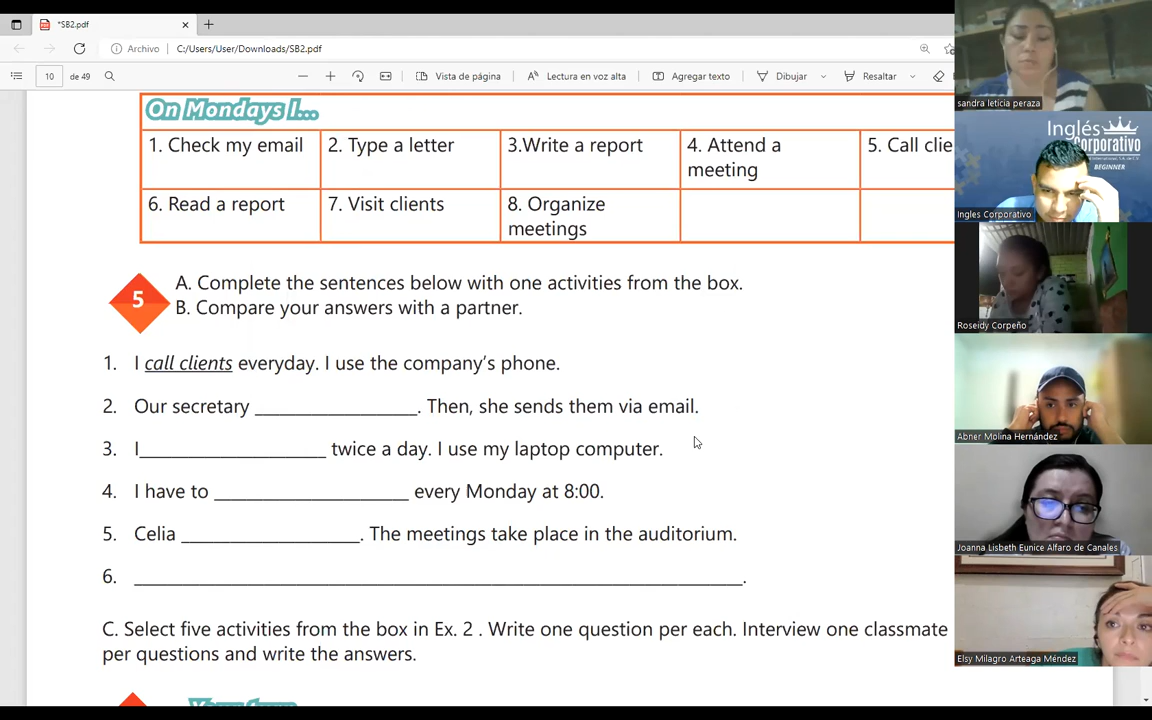 *SB2.pdf
Archivo C:/Users/User/Downloads/SB2.pdf
10 de 49 Vista de página Lectura en voz alta Agregar texto Dibujar Resaltar
On Mondays I...
1. Check my email 2. Type a letter 3.Write a report 4. Attend a meeting 5. Call clie
6. Read a report 7. Visit clients 8. Organize meetings
5
A. Complete the sentences below with one activities from the box.
B. Compare your answers with a partner.
1. I call clients everyday. I use the company's phone.
2. Our secretary ________________. Then, she sends them via email.
3. I__________________ twice a day. I use my laptop computer.
4. I have to ___________________ every Monday at 8:00.
5. Celia _________________. The meetings take place in the auditorium.
6. ____________________________________________________________.
C. Select five activities from the box in Ex. 2 . Write one question per each. Interview one classmate
per questions and write the answers.
sandra leticia peraza
Inglés
Corporativo
BEGINNER
Ingles Corporativo
Roseidy Corpeño
Abner Molina Hernández
Joanna Lisbeth Eunice Alfaro de Canales
Elsy Milagro Arteaga Méndez